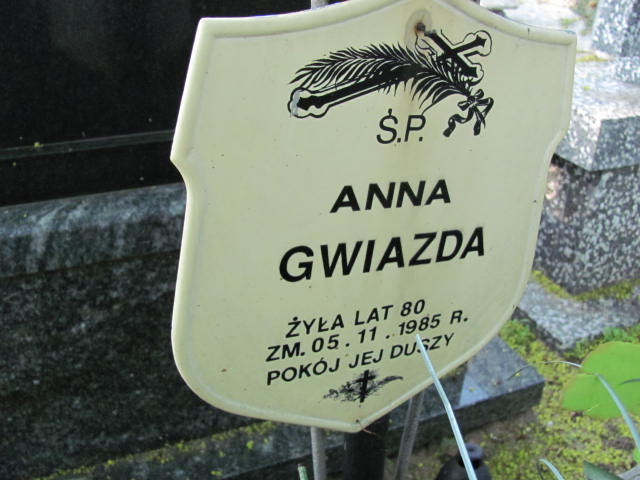 Ś.P.
ANNA
GWIAZDA
ŻYŁA LAT 80
ZM. 05.11.1985 R.
POKÓJ JEJ DUSZY